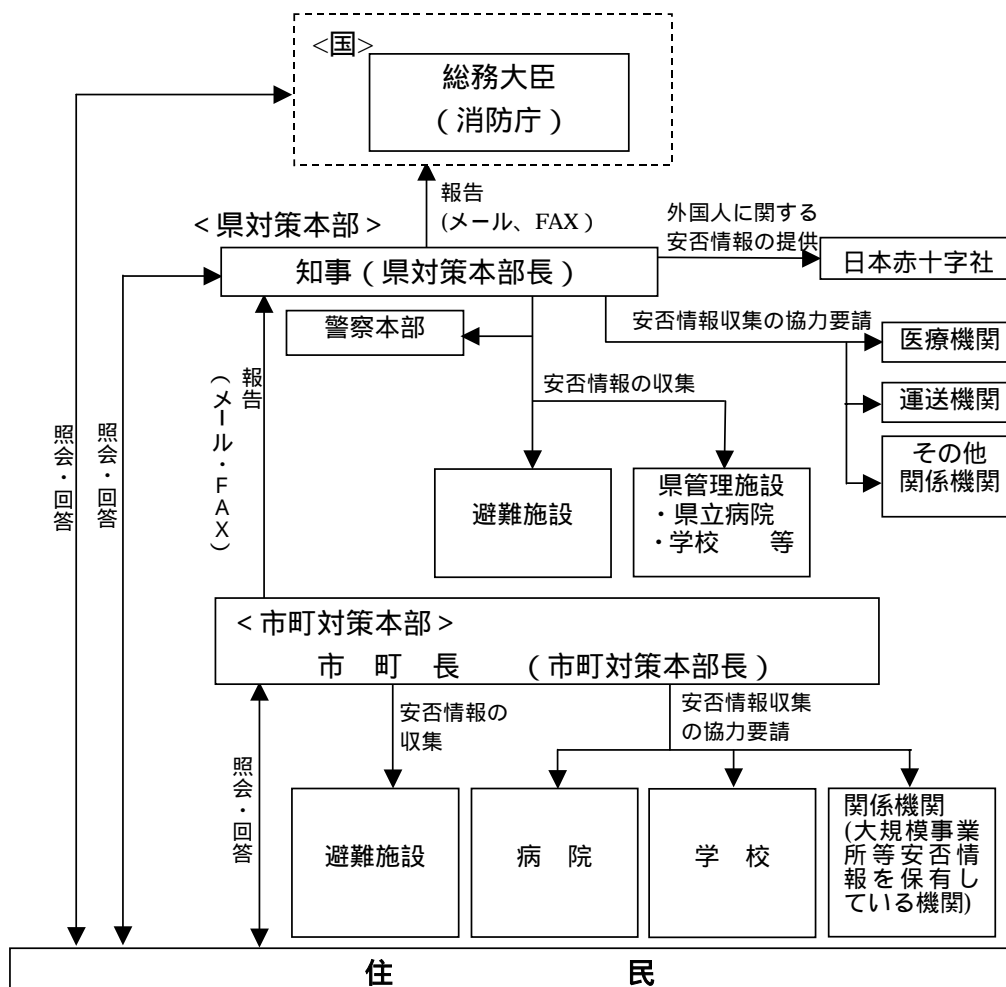 <国>
総務大臣
(消防庁)
報告
(メール、FAX)
外国人に関する
安否情報の提供
<県対策本部>
知事(県対策本部長)
日本赤十字社
警察本部
安否情報収集の協力要請
医療機関
安否情報の収集
運送機関
その他
関係機関
報告
(メール・FAX)
照会・回答
照会・回答
避難施設
県管理施設
・県立病院
・学校 等
<市町対策本部>
市 町 長 (市町対策本部長)
安否情報の
収集
安否情報収集
の協力要請
照会・回答
避難施設
病 院
学 校
関係機関
(大規模事業
所等安否情
報を保有し
ている機関)
住 民